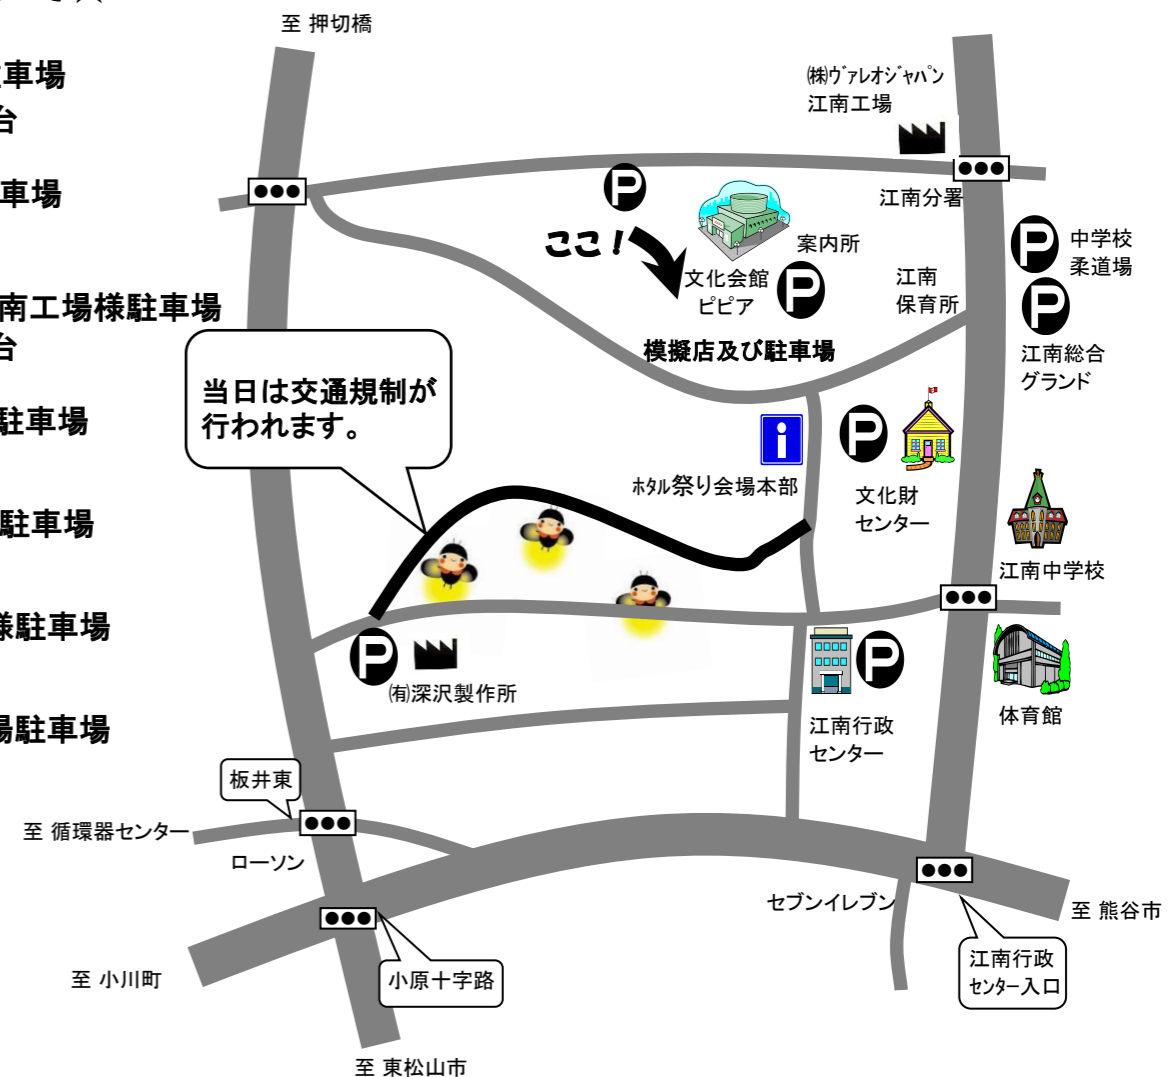 至 押切橋
車場
台
㈱ヴァレオジャパン
江南工場
車場
江南分署
ここ!
案内所
中学校
柔道場
文化会館
ピピア
江南
保育所
南工場様駐車場
台
模擬店及び駐車場
江南総合
グランド
当日は交通規制が
行われます。
駐車場
i
ホタル祭り会場本部
文化財
センター
駐車場
江南中学校
様駐車場
P
㈲深沢製作所
江南行政
センター
体育館
場駐車場
板井東
至 循環器センター
ローソン
セブンイレブン
至 熊谷市
至 小川町
小原十字路
江南行政
センター入口
至 東松山市